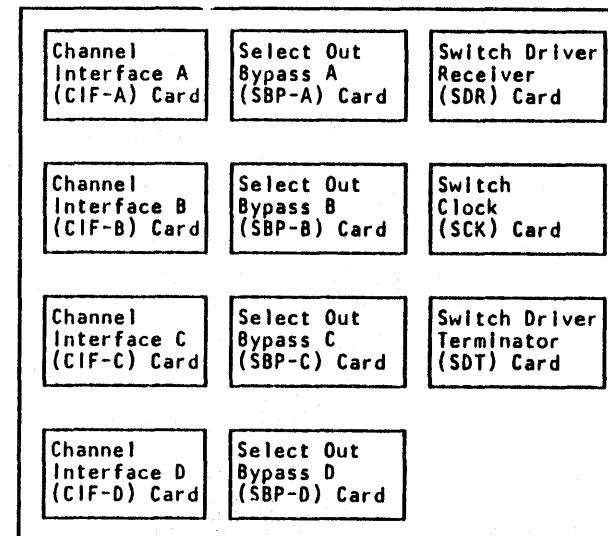 Channel
Interface A
(CIF-A) Card
Select Out
Bypass A
(SBP-A) Card
Switch Driver
Receiver
(SDR) Card
Channel
Interface B
(CIF-B) Card
Select Out
Bypass B
(SBP-B) Card
Switch
Clock
(SCK) Card
Channel
Interface C
(CIF-C) Card
Select Out
Bypass C
(SBP-C) Card
Switch Driver
Terminator
(SDT) Card
Channel
Interface D
(CIF-D) Card
Select Out
Bypass D
(SBP-D) Card